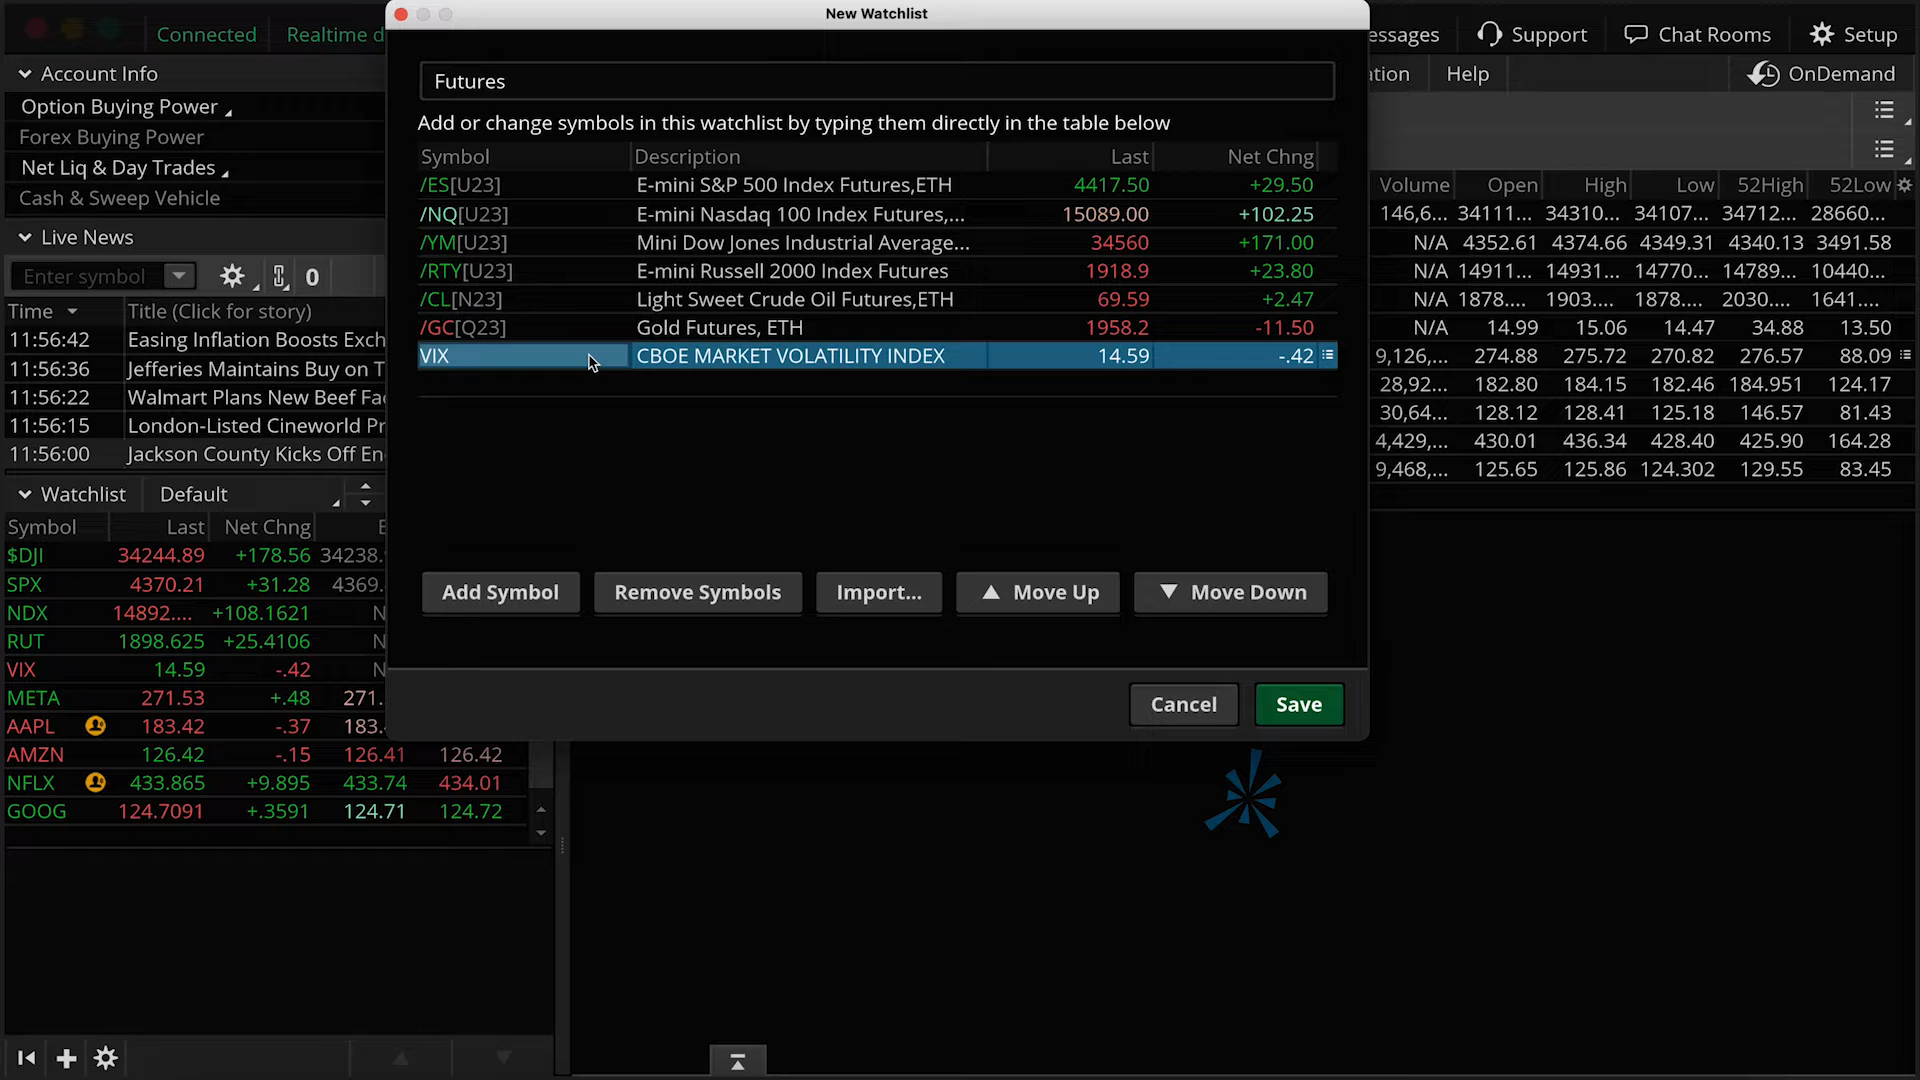 New Watchlist
Connected
Realtime d
essages
Support
Chat Rooms
Setup
ation
Help
OnDemand
Account Info
Option Buying Power
Forex Buying Power
Net Liq & Day Trades
Cash & Sweep Vehicle
Live News
Enter symbol
0
Time Title (Click for story)
11:56:42 Easing Inflation Boosts Exch
11:56:36 Jefferies Maintains Buy on T
11:56:22 Walmart Plans New Beef Fac
11:56:15 London-Listed Cineworld Pr
11:56:00 Jackson County Kicks Off En
Watchlist Default
Symbol Last Net Chng
$DJI 34244.89 +178.56 34238.
SPX 4370.21 +31.28 4369.
NDX 14892.... +108.1621 N
RUT 1898.625 +25.4106 N
VIX 14.59 -.42 N
META 271.53 +.48 271.
AAPL 183.42 -.37 183.
AMZN 126.42 -.15 126.41 126.42
NFLX 433.865 +9.895 433.74 434.01
GOOG 124.7091 +.3591 124.71 124.72
Futures
Add or change symbols in this watchlist by typing them directly in the table below
Symbol Description Last Net Chng
/ES[U23] E-mini S&P 500 Index Futures,ETH 4417.50 +29.50
/NQ[U23] E-mini Nasdaq 100 Index Futures,... 15089.00 +102.25
/YM[U23] Mini Dow Jones Industrial Average... 34560 +171.00
/RTY[U23] E-mini Russell 2000 Index Futures 1918.9 +23.80
/CL[N23] Light Sweet Crude Oil Futures,ETH 69.59 +2.47
/GC[Q23] Gold Futures, ETH 1958.2 -11.50
VIX CBOE MARKET VOLATILITY INDEX 14.59 -.42
Add Symbol
Remove Symbols
Import...
Move Up
Move Down
Cancel
Save
Volume Open High Low 52High 52Low
146,6... 34111... 34310... 34107... 34712... 28660...
N/A 4352.61 4374.66 4349.31 4340.13 3491.58
N/A 14911... 14931... 14770... 14789... 10440...
N/A 1878.... 1903.... 1878.... 2030.... 1641....
N/A 14.99 15.06 14.47 34.88 13.50
9,126,... 274.88 275.72 270.82 276.57 88.09
28,92... 182.80 184.15 182.46 184.951 124.17
30,64... 128.12 128.41 125.18 146.57 81.43
4,429,... 430.01 436.34 428.40 425.90 164.28
9,468,... 125.65 125.86 124.302 129.55 83.45